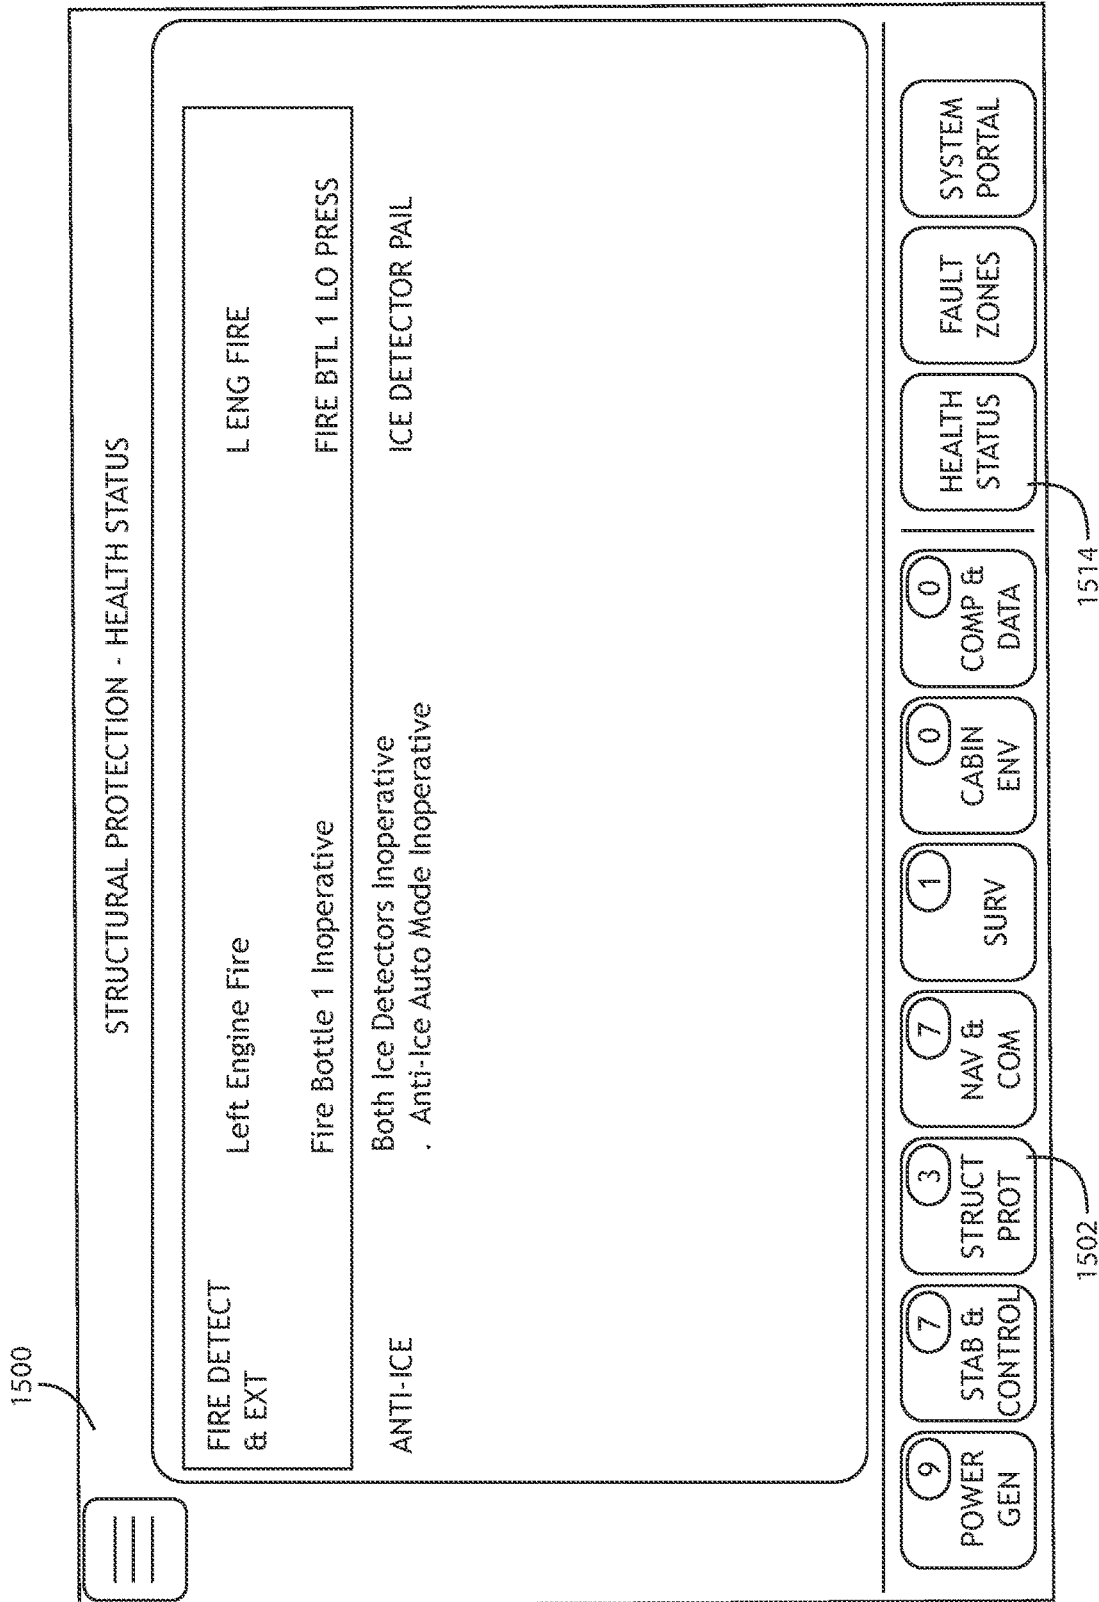 1500
STRUCTURAL PROTECTION - HEALTH STATUS
FIRE DETECT
& EXT
Left Engine Fire
L ENG FIRE
Fire Bottle 1 Inoperative
FIRE BTL 1 LO PRESS
ANTI-ICE
Both Ice Detectors Inoperative
. Anti-Ice Auto Mode Inoperative
ICE DETECTOR PAIL
9
POWER
GEN
7
STAB &
CONTROL
3
STRUCT
PROT
7
NAV &
COM
1
SURV
0
CABIN
ENV
0
COMP &
DATA
HEALTH
STATUS
FAULT
ZONES
SYSTEM
PORTAL
1502
1514